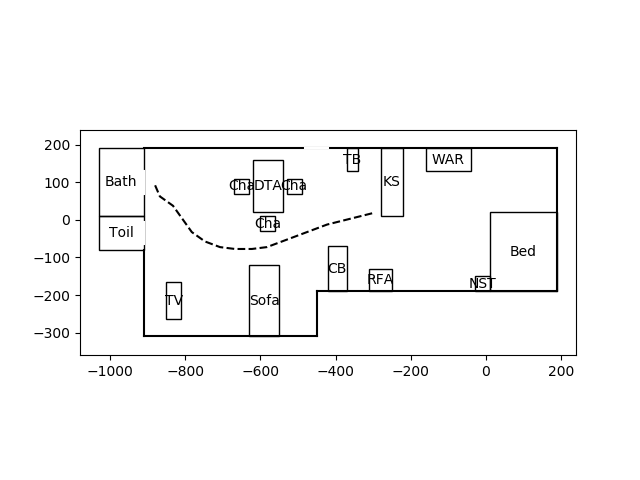 200
100
0
−100
−200
−300
Bath
Toil
TV
Cha
DTA
Cha
Cha
Sofa
TB
KS
WAR
CB
RFA
NST
Bed
−1000
−800
−600
−400
−200
0
200